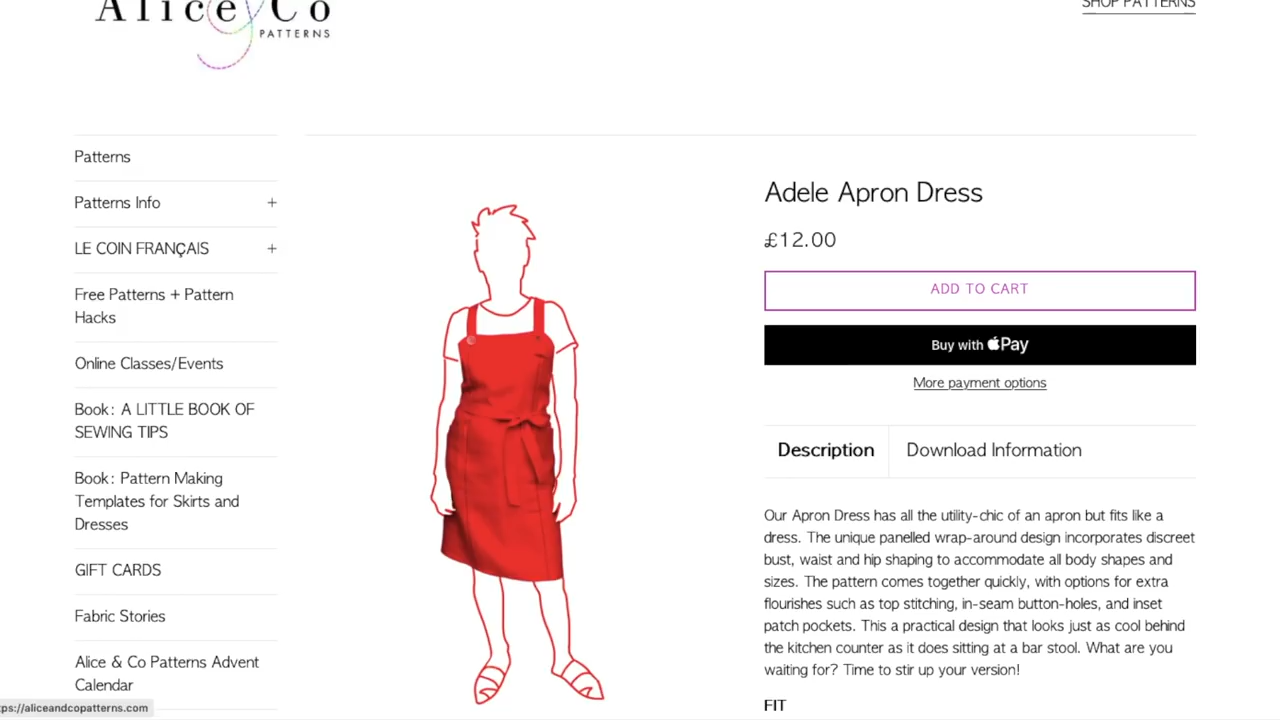 Alice y Co
PATTERNS
SHOP PATTERNS
Patterns
Patterns Info +
LE COIN FRANÇAIS +
Free Patterns + Pattern
Hacks
Online Classes/Events
Book: A LITTLE BOOK OF
SEWING TIPS
Book: Pattern Making
Templates for Skirts and
Dresses
GIFT CARDS
Fabric Stories
Alice & Co Patterns Advent
Calendar
Adele Apron Dress
£12.00
ADD TO CART
Buy with Pay
More payment options
Description
Download Information
Our Apron Dress has all the utility-chic of an apron but fits like a
dress. The unique panelled wrap-around design incorporates discreet
bust, waist and hip shaping to accommodate all body shapes and
sizes. The pattern comes together quickly, with options for extra
flourishes such as top stitching, in-seam button-holes, and inset
patch pockets. This a practical design that looks just as cool behind
the kitchen counter as it does sitting at a bar stool. What are you
waiting for? Time to stir up your version!
FIT
tps://aliceandcopatterns.com